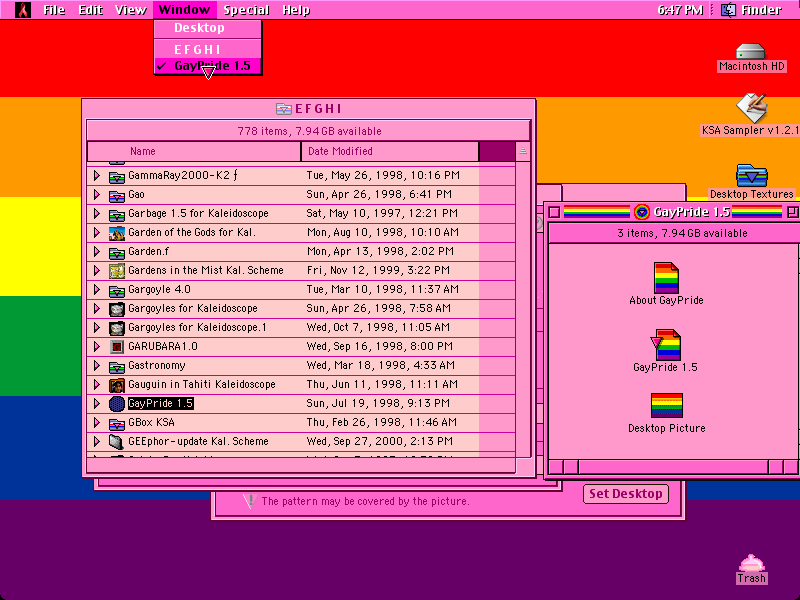 File Edit View Window Special Help 6:47 PM Finder
Desktop
E F G H I
✓ GayPride 1.5
Macintosh HD
KSA Sampler v1.2.1
Desktop Textures
E F G H I
778 items, 7.94 GB available
Name Date Modified
GammaRay2000-K2 ƒ Tue, May 26, 1998, 10:16 PM
Gao Sun, Apr 26, 1998, 6:41 PM
Garbage 1.5 for Kaleidoscope Sat, May 10, 1997, 12:21 PM
Garden of the Gods for Kal. Mon, Aug 10, 1998, 10:10 AM
Garden.f Mon, Apr 13, 1998, 2:02 PM
Gardens in the Mist Kal. Scheme Fri, Nov 12, 1999, 3:22 PM
Gargoyle 4.0 Tue, Mar 10, 1998, 11:37 AM
Gargoyles for Kaleidoscope Sun, Apr 26, 1998, 7:58 AM
Gargoyles for Kaleidoscope.1 Wed, Oct 7, 1998, 11:05 AM
GARUBARA1.0 Wed, Sep 16, 1998, 8:00 PM
Gastronomy Wed, Mar 18, 1998, 4:33 AM
Gauguin in Tahiti Kaleidoscope Thu, Jun 11, 1998, 11:11 AM
GayPride 1.5 Sun, Jul 19, 1998, 9:13 PM
GBox KSA Thu, Feb 26, 1998, 11:46 AM
GEEphor-update Kal. Scheme Wed, Sep 27, 2000, 2:13 PM
GayPride 1.5
3 items, 7.94 GB available
About GayPride
GayPride 1.5
Desktop Picture
The pattern may be covered by the picture.
Set Desktop
Trash